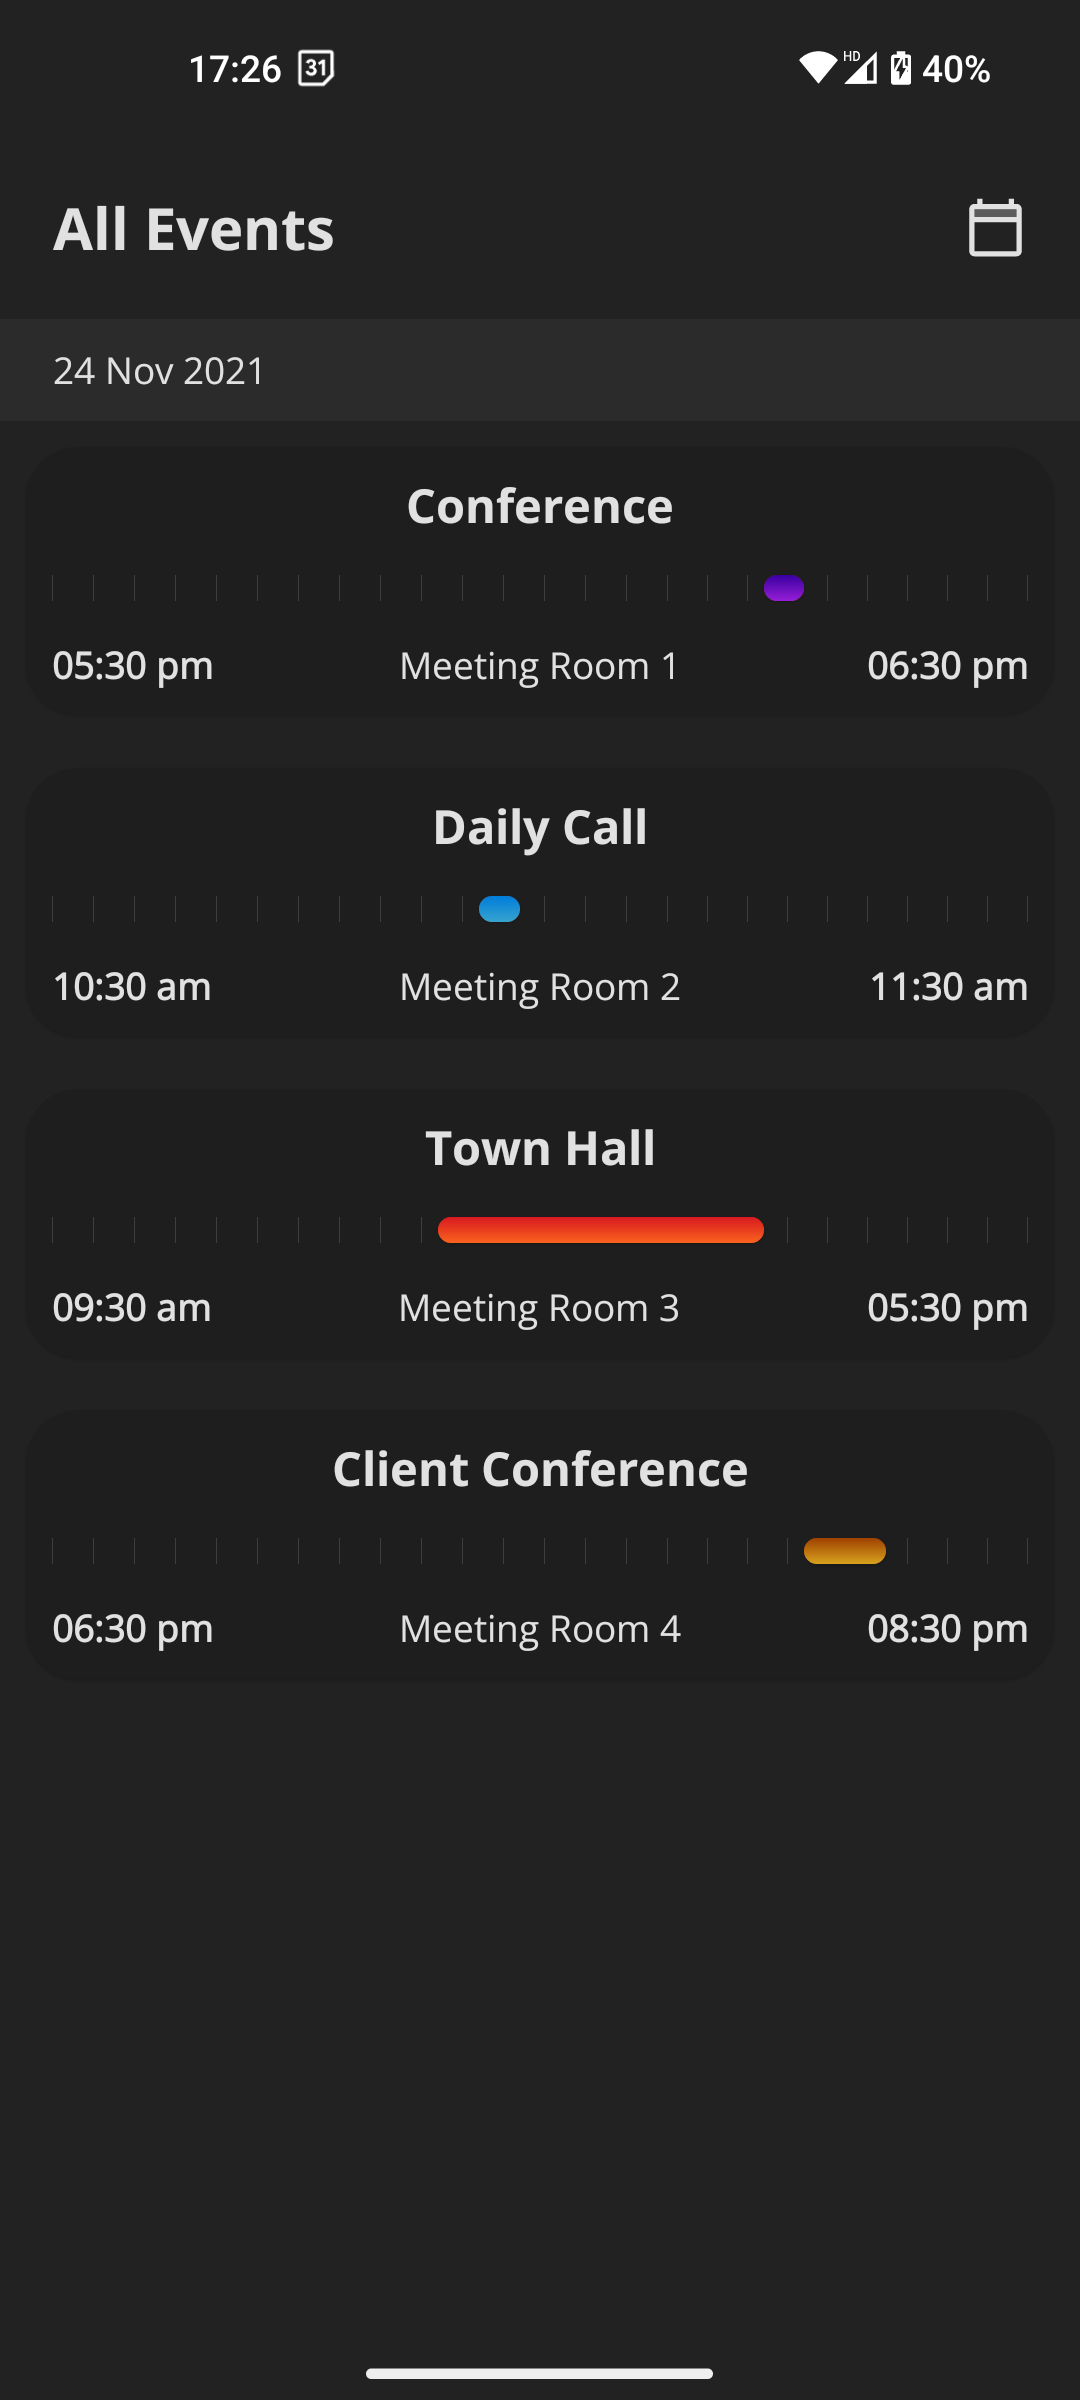 17:26 31 HD 40%
All Events
24 Nov 2021
Conference
05:30 pm Meeting Room 1 06:30 pm
Daily Call
10:30 am Meeting Room 2 11:30 am
Town Hall
09:30 am Meeting Room 3 05:30 pm
Client Conference
06:30 pm Meeting Room 4 08:30 pm